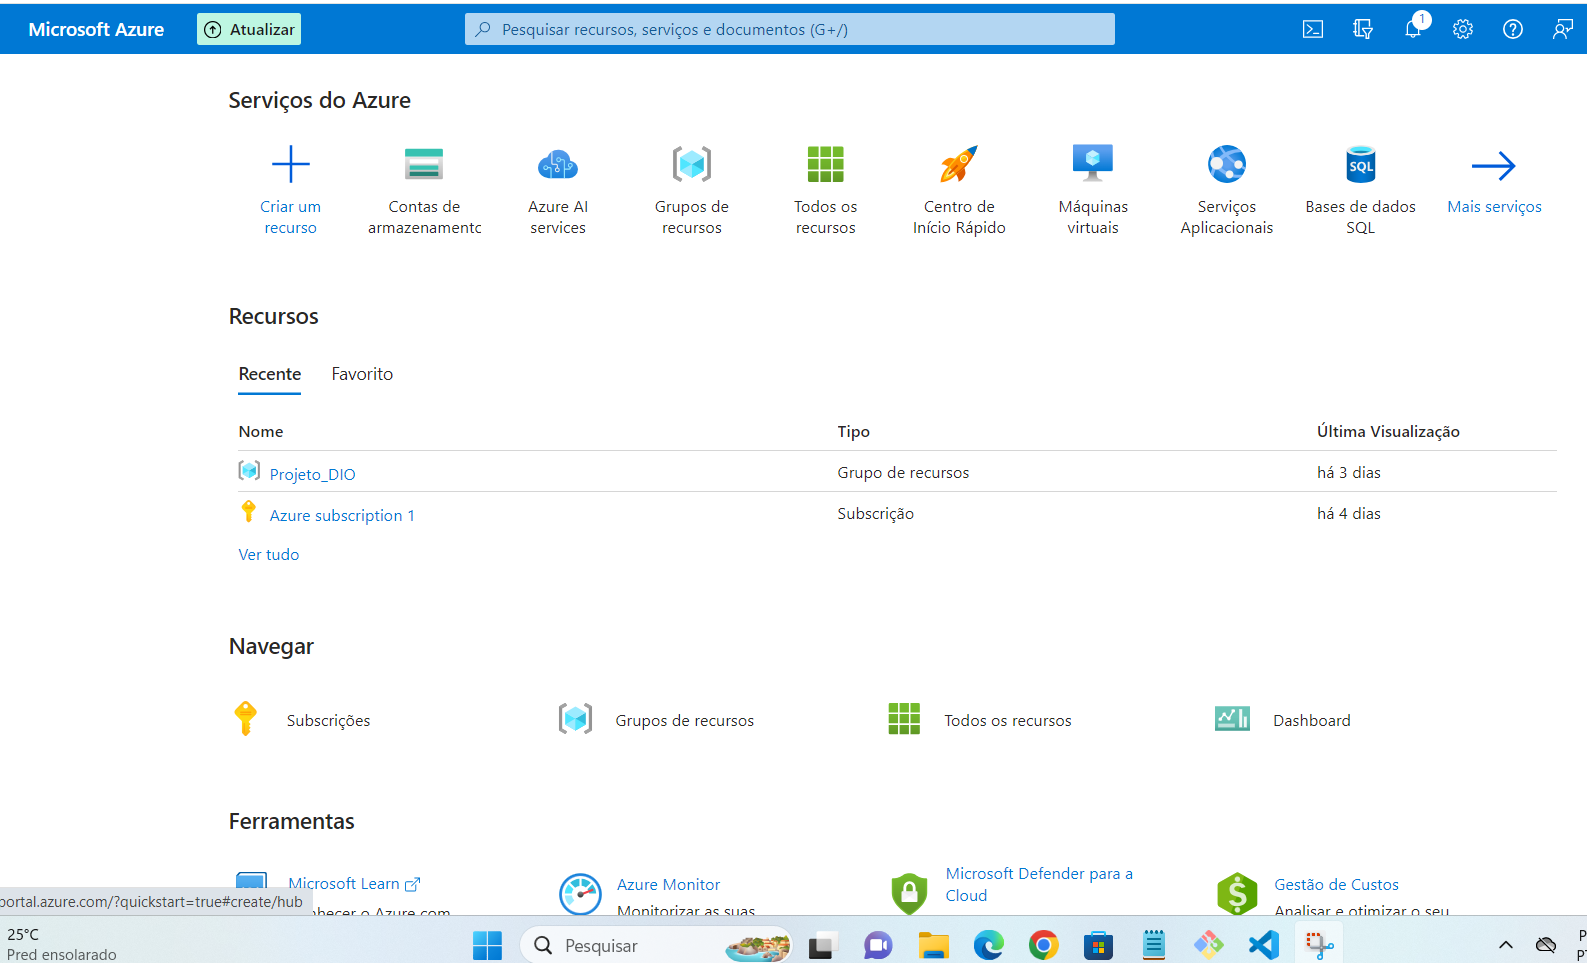 Microsoft Azure
Atualizar
Pesquisar recursos, serviços e documentos (G+/)
1
Serviços do Azure
Criar um
recurso
Contas de
armazenamento
Azure AI
services
Grupos de
recursos
Todos os
recursos
Centro de
Início Rápido
Máquinas
virtuais
Serviços
Aplicacionais
SQL
Bases de dados
SQL
Mais serviços
Recursos
Recente Favorito
Nome Tipo Última Visualização
Projeto_DIO Grupo de recursos há 3 dias
Azure subscription 1 Subscrição há 4 dias
Ver tudo
Navegar
Subscrições Grupos de recursos Todos os recursos Dashboard
Ferramentas
Microsoft Learn
Azure Monitor
Monitorizar as suas
Microsoft Defender para a
Cloud
Gestão de Custos
Analisar e otimizar o seu
o Azure com
portal.azure.com/?quickstart=true#create/hub
25°C
Pred ensolarado
Pesquisar